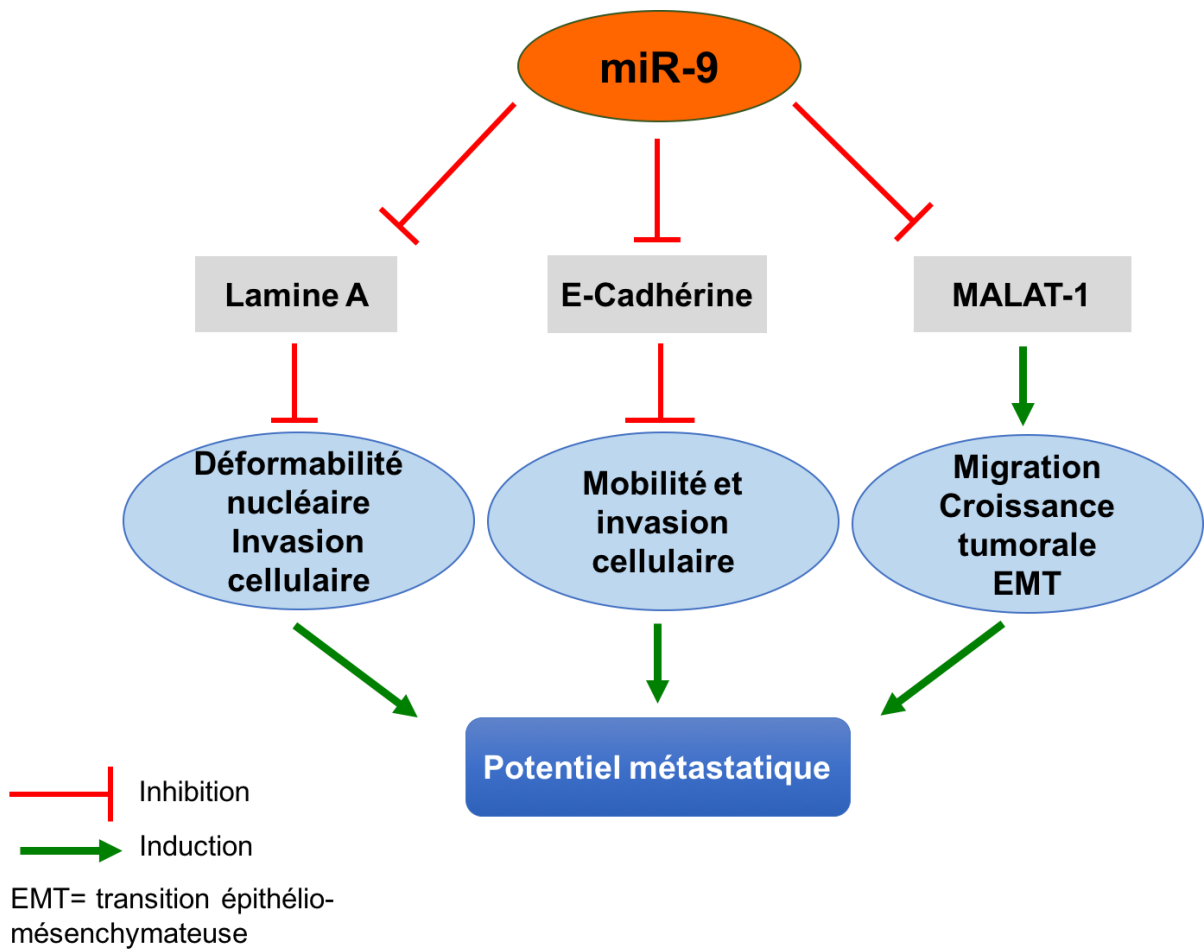 miR-9
Lamine A
E-Cadhérine
MALAT-1
Déformabilité
nucléaire
Invasion
cellulaire
Mobilité et
invasion
cellulaire
Migration
Croissance
tumorale
EMT
Potentiel métastatique
Inhibition
Induction
EMT= transition épithélio-
mésenchymateuse